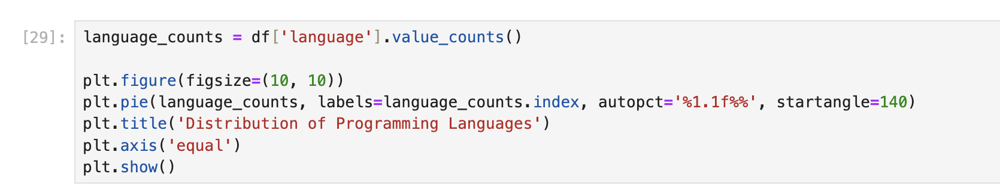 [29]: language_counts = df['language'].value_counts()
plt.figure(figsize=(10, 10))
plt.pie(language_counts, labels=language_counts.index, autopct='%1.1f%%', startangle=140)
plt.title('Distribution of Programming Languages')
plt.axis('equal')
plt.show()